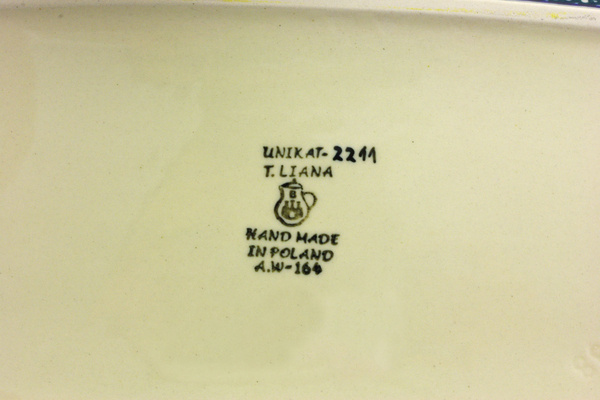 UNIKAT-2211
T. LIANA
B
HAND MADE
IN POLAND
A.W-164